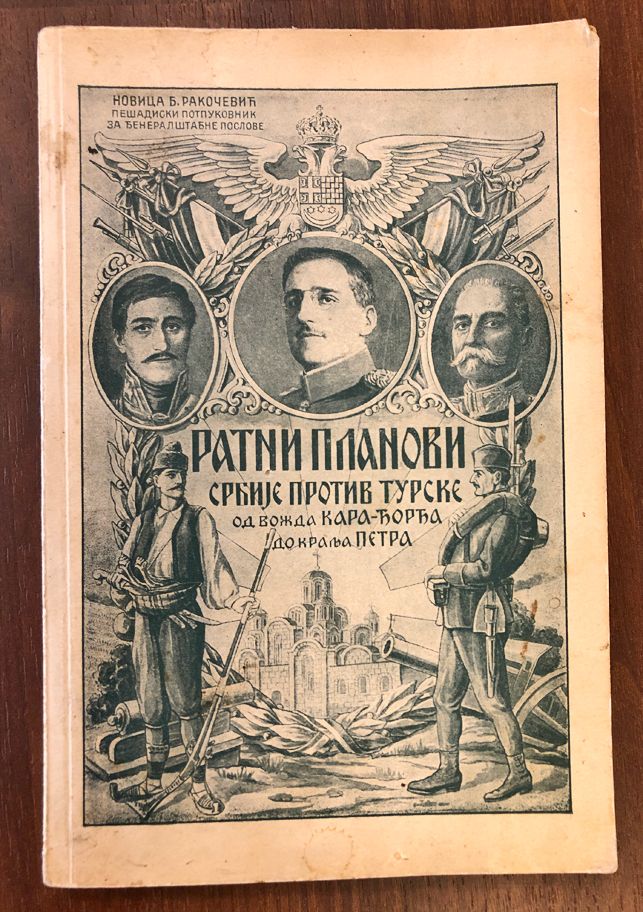 НОВИЦА Б. РАКОЧЕВИЋ
ПЕШАДИСКИ ПОТПУКОВНИК
ЗА ЂЕНЕРАЛШТАБНЕ ПОСЛОВЕ
РАТНИ ПЛАНОВИ
СРБИЈЕ ПРОТИВ ТУРСКЕ
ОД ВОЖДА КАРА-ЂОРЂА
ДО КРАЉА ПЕТРА